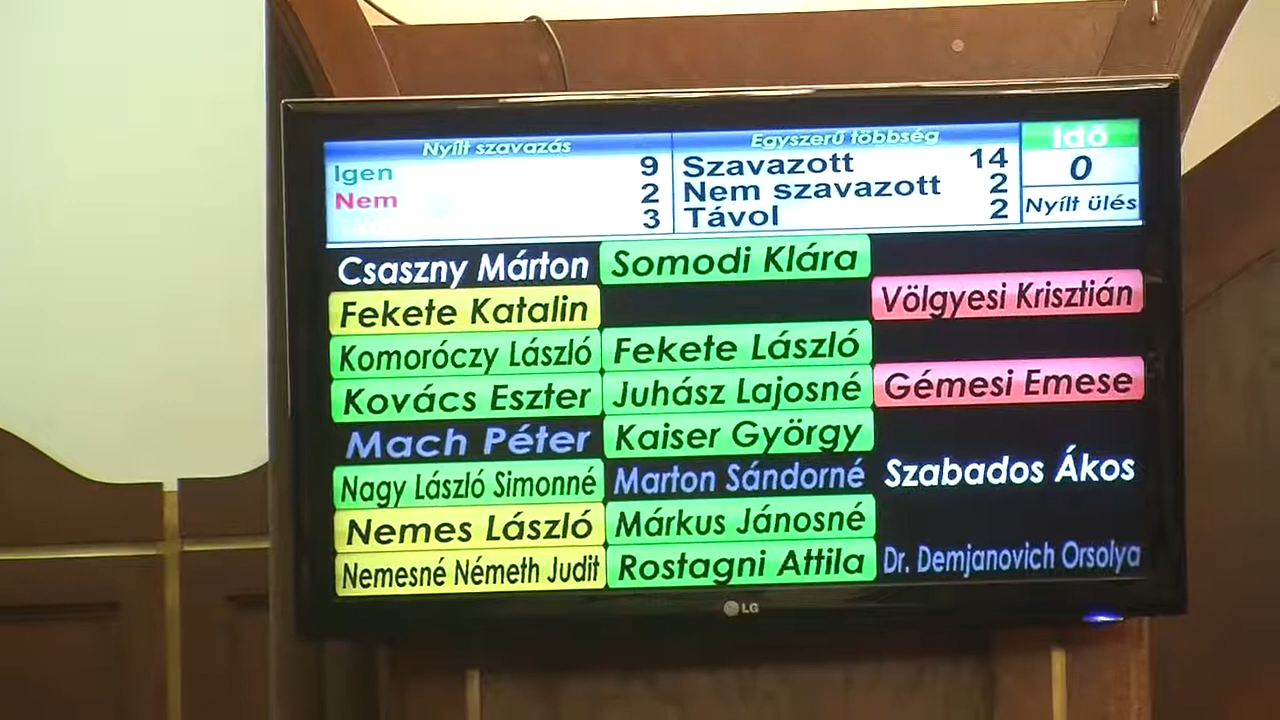 Nyílt szavazás
Egyszerű többség
Idő
Igen 9
Szavazott 14
0
Nem 2
Nem szavazott 2
3
Távol 2
Nyílt ülés
Csaszny Márton
Somodi Klára
Fekete Katalin
Völgyesi Krisztián
Komoróczy László
Fekete László
Kovács Eszter
Juhász Lajosné
Gémesi Emese
Mach Péter
Kaiser György
Nagy László Simonné
Marton Sándorné
Szabados Ákos
Nemes László
Márkus Jánosné
Nemesné Németh Judit
Rostagni Attila
Dr. Demjanovich Orsolya
LG